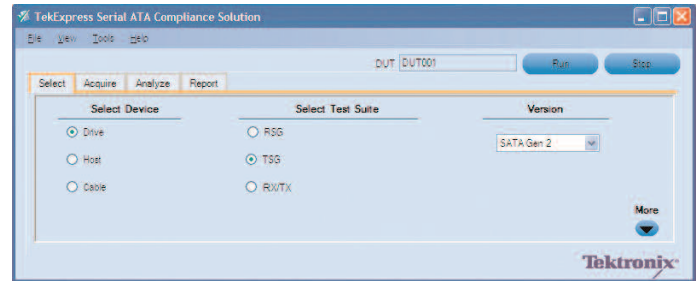 TekExpress Serial ATA Compliance Solution
File View Tools Help
DUT DUT001 Run Stop
Select Acquire Analyze Report
Select Device Select Test Suite Version
Drive RSG SATA Gen 2
Host TSG
Cable RX/TX
More
Tektronix